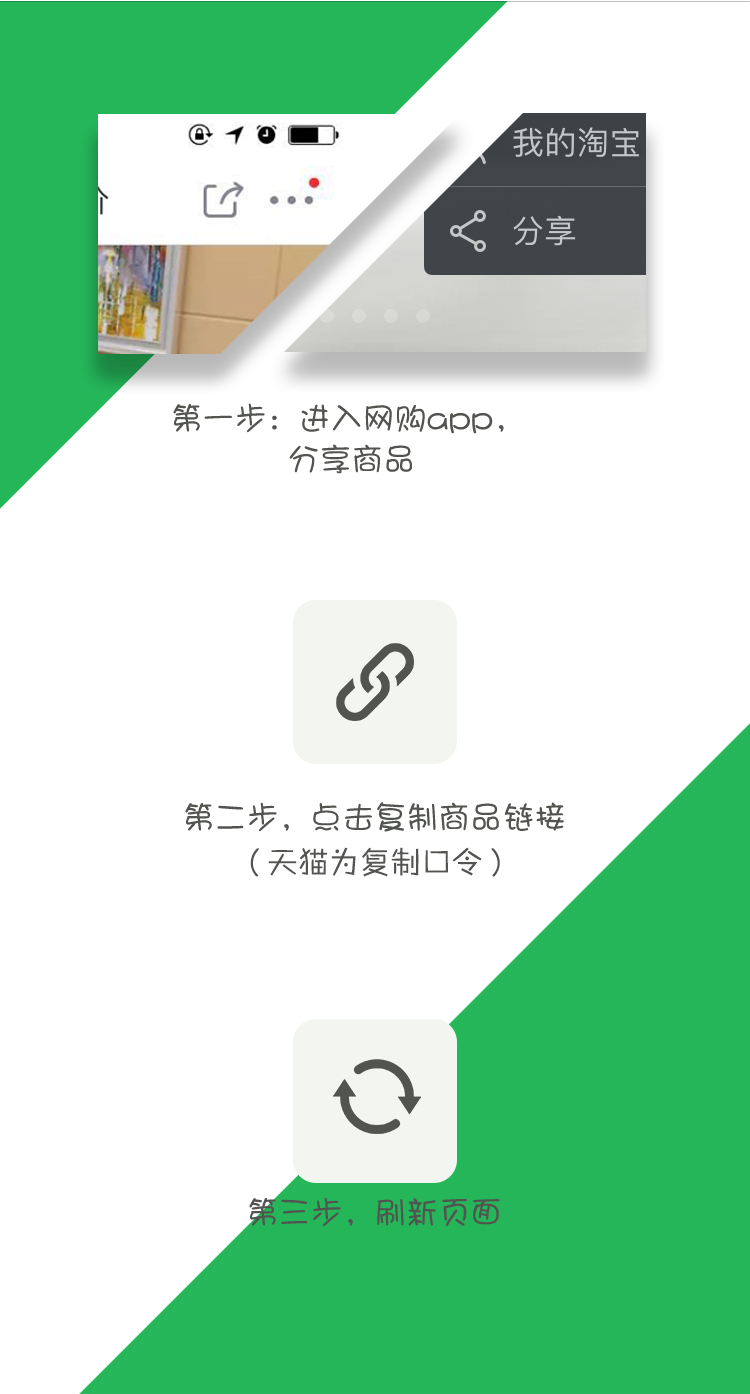 我的淘宝
分享
第一步：进入网购app，
分享商品
第二步，点击复制商品链接
（天猫为复制口令）
第三步，刷新页面